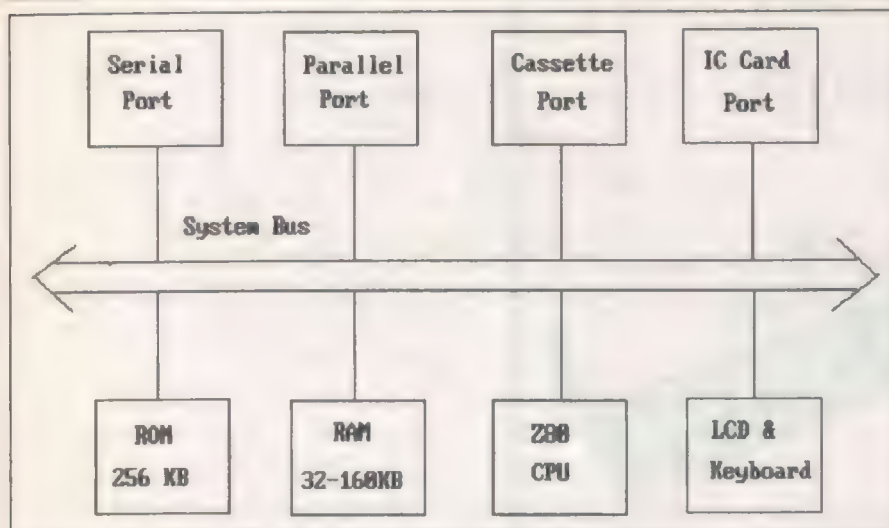 Serial
Port
Parallel
Port
Cassette
Port
IC Card
Port
System Bus
ROM
256 KB
RAM
32-160KB
Z80
CPU
LCD &
Keyboard